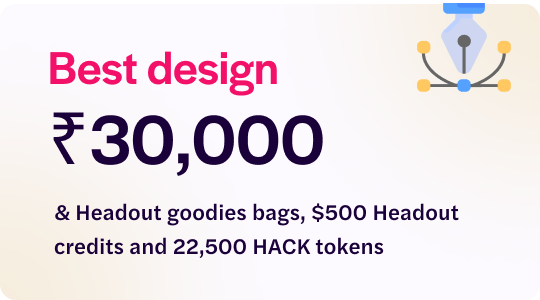 Best design
₹30,000
& Headout goodies bags, $500 Headout
credits and 22,500 HACK tokens